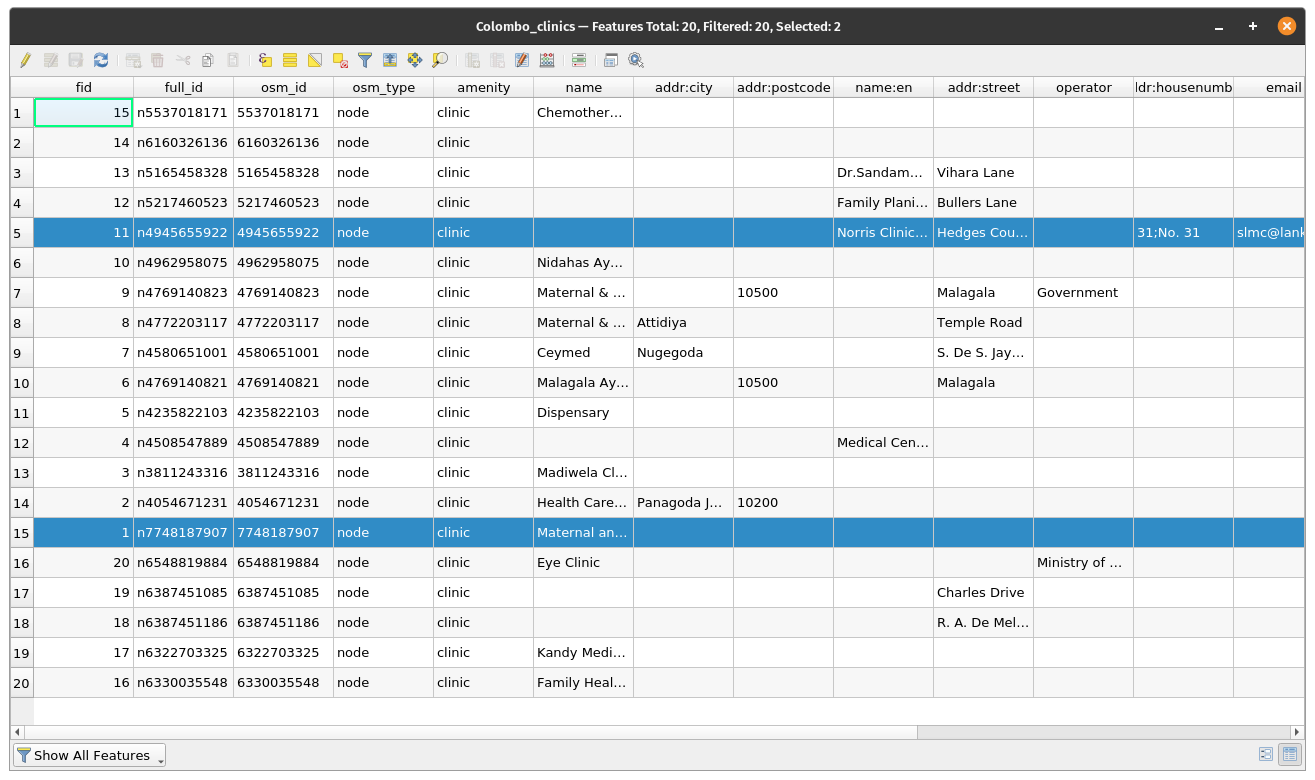 Colombo_clinics — Features Total: 20, Filtered: 20, Selected: 2
fid full_id osm_id osm_type amenity name addr:city addr:postcode name:en addr:street operator ldr:housenumb email
1 15 n5537018171 5537018171 node clinic Chemother…
2 14 n6160326136 6160326136 node clinic
3 13 n5165458328 5165458328 node clinic Dr.Sandam… Vihara Lane
4 12 n5217460523 5217460523 node clinic Family Plani… Bullers Lane
5 11 n4945655922 4945655922 node clinic Norris Clinic… Hedges Cou… 31;No. 31 slmc@lank
6 10 n4962958075 4962958075 node clinic Nidahas Ay…
7 9 n4769140823 4769140823 node clinic Maternal & … 10500 Malagala Government
8 8 n4772203117 4772203117 node clinic Maternal & … Attidiya Temple Road
9 7 n4580651001 4580651001 node clinic Ceymed Nugegoda S. De S. Jay…
10 6 n4769140821 4769140821 node clinic Malagala Ay… 10500 Malagala
11 5 n4235822103 4235822103 node clinic Dispensary
12 4 n4508547889 4508547889 node clinic Medical Cen…
13 3 n3811243316 3811243316 node clinic Madiwela Cl…
14 2 n4054671231 4054671231 node clinic Health Care… Panagoda J… 10200
15 1 n7748187907 7748187907 node clinic Maternal an…
16 20 n6548819884 6548819884 node clinic Eye Clinic Ministry of …
17 19 n6387451085 6387451085 node clinic Charles Drive
18 18 n6387451186 6387451186 node clinic R. A. De Mel…
19 17 n6322703325 6322703325 node clinic Kandy Medi…
20 16 n6330035548 6330035548 node clinic Family Heal…
Show All Features